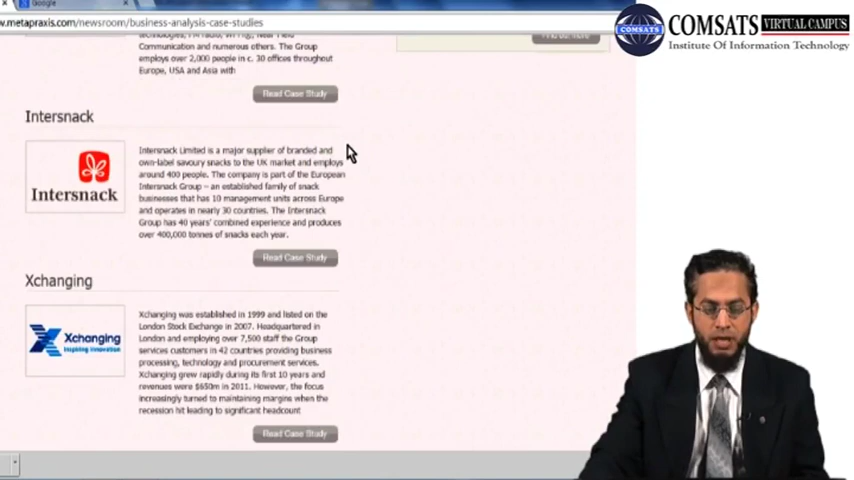 Google
w.metapraxis.com/newsroom/business-analysis-case-studies
COMSATS VIRTUAL CAMPUS
Institute Of Information Technology
COMSATS
Communication and numerous others. The Group
employs over 2,000 people in c. 30 offices throughout
Europe, USA and Asia with
Read Case Study
Intersnack
Intersnack
Intersnack Limited is a major supplier of branded and
own-label savoury snacks to the UK market and employs
around 400 people. The company is part of the European
Intersnack Group – an established family of snack
businesses that has 10 management units across Europe
and operates in nearly 30 countries. The Intersnack
Group has 40 years' combined experience and produces
over 400,000 tonnes of snacks each year.
Read Case Study
Xchanging
Xchanging
Inspiring Innovation
Xchanging was established in 1999 and listed on the
London Stock Exchange in 2007. Headquartered in
London and employing over 7,500 staff the Group
services customers in 42 countries providing business
processing, technology and procurement services.
Xchanging grew rapidly during its first 10 years and
revenues were $650m in 2011. However, the focus
increasingly turned to maintaining margins when the
recession hit leading to significant headcount
Read Case Study